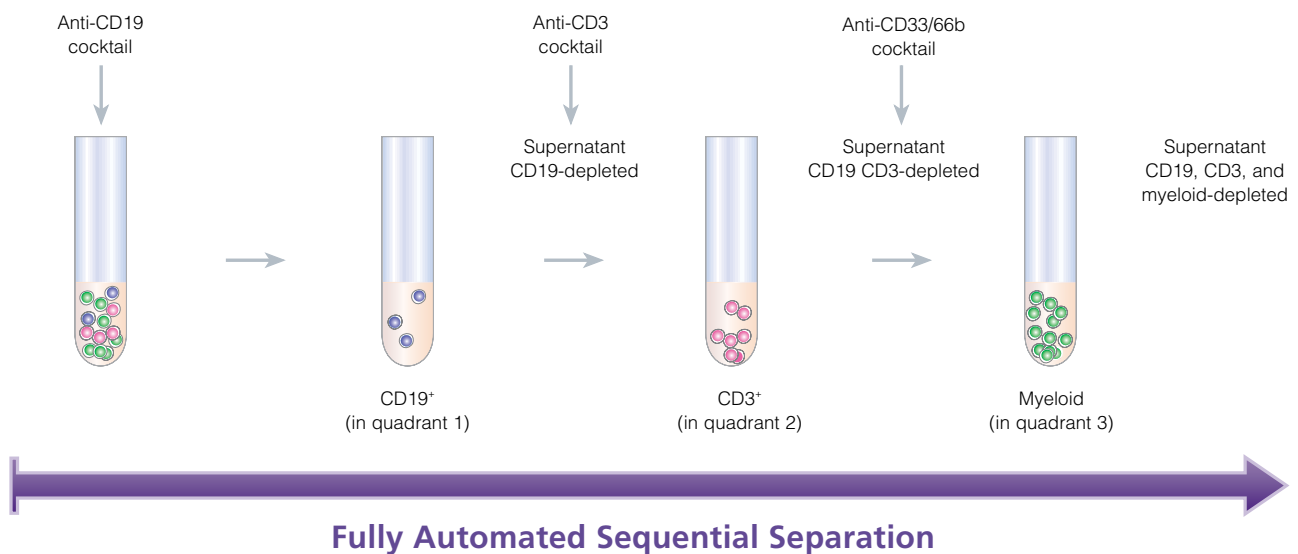 Anti-CD19
cocktail
Anti-CD3
cocktail
Anti-CD33/66b
cocktail
Supernatant
CD19-depleted
Supernatant
CD19 CD3-depleted
Supernatant
CD19, CD3, and
myeloid-depleted
CD19⁺
(in quadrant 1)
CD3⁺
(in quadrant 2)
Myeloid
(in quadrant 3)
Fully Automated Sequential Separation